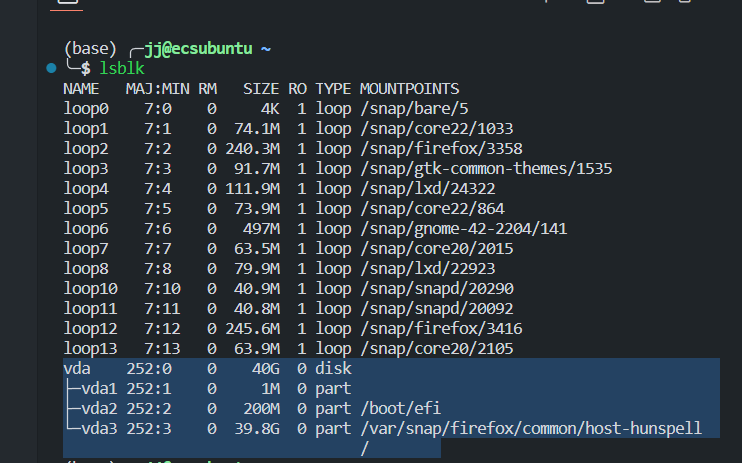 (base) ╭─jj@ecsubuntu ~
╰─$ lsblk
NAME   MAJ:MIN RM   SIZE RO TYPE MOUNTPOINTS
loop0    7:0    0     4K  1 loop /snap/bare/5
loop1    7:1    0  74.1M  1 loop /snap/core22/1033
loop2    7:2    0 240.3M  1 loop /snap/firefox/3358
loop3    7:3    0  91.7M  1 loop /snap/gtk-common-themes/1535
loop4    7:4    0 111.9M  1 loop /snap/lxd/24322
loop5    7:5    0  73.9M  1 loop /snap/core22/864
loop6    7:6    0   497M  1 loop /snap/gnome-42-2204/141
loop7    7:7    0  63.5M  1 loop /snap/core20/2015
loop8    7:8    0  79.9M  1 loop /snap/lxd/22923
loop10   7:10   0  40.9M  1 loop /snap/snapd/20290
loop11   7:11   0  40.8M  1 loop /snap/snapd/20092
loop12   7:12   0 245.6M  1 loop /snap/firefox/3416
loop13   7:13   0  63.9M  1 loop /snap/core20/2105
vda    252:0    0    40G  0 disk
├─vda1 252:1    0     1M  0 part
├─vda2 252:2    0   200M  0 part /boot/efi
└─vda3 252:3    0  39.8G  0 part /var/snap/firefox/common/host-hunspell
                                 /